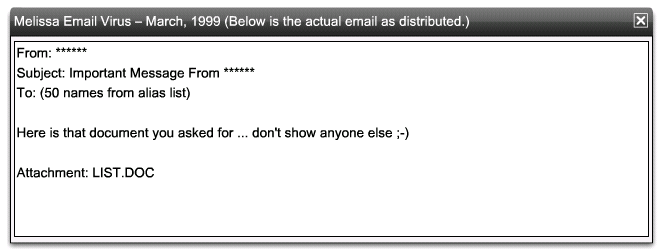 Melissa Email Virus – March, 1999 (Below is the actual email as distributed.)
From: ******
Subject: Important Message From ******
To: (50 names from alias list)
Here is that document you asked for ... don't show anyone else ;-)
Attachment: LIST.DOC